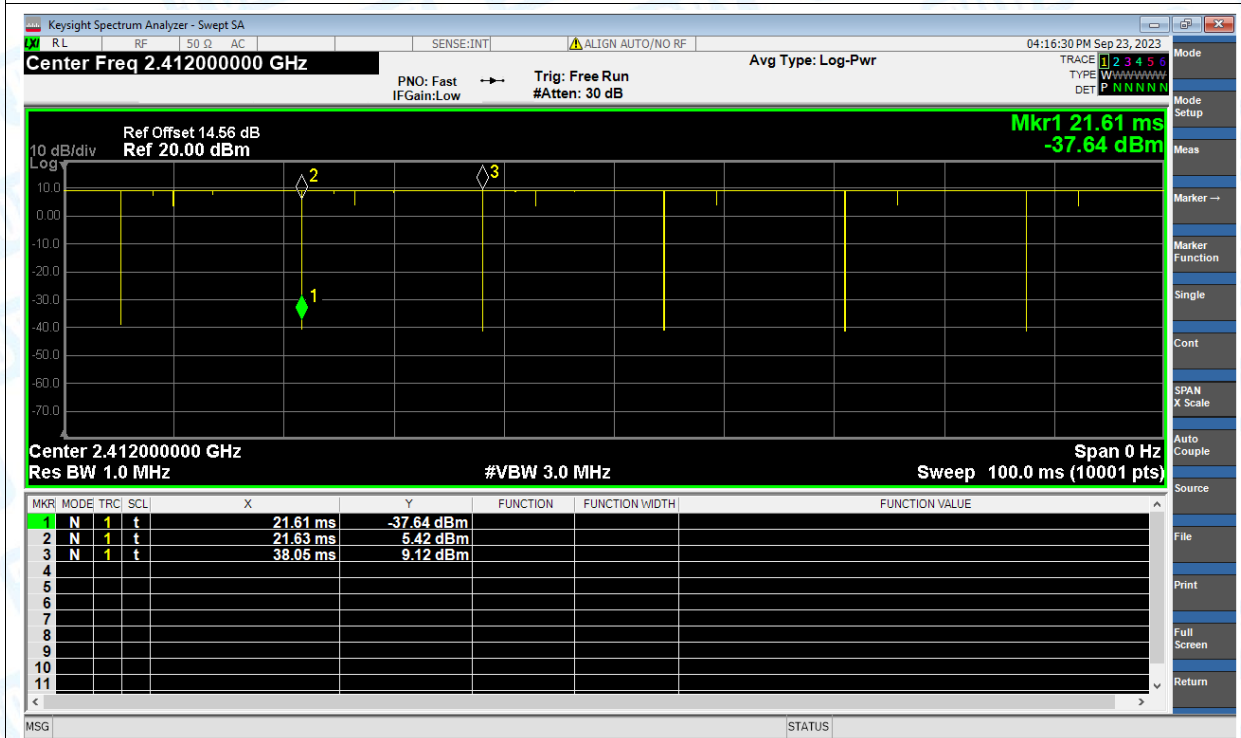 Keysight Spectrum Analyzer - Swept SA
LXI RL RF 50 Ω AC SENSE:INT ALIGN AUTO/NO RF 04:16:30 PM Sep 23, 2023
Center Freq 2.412000000 GHz
PNO: Fast
IFGain:Low
Trig: Free Run
#Atten: 30 dB
Avg Type: Log-Pwr
TRACE 1 2 3 4 5 6
TYPE WWWWWW
DET P N N N N N
Mkr1 21.61 ms
-37.64 dBm
Ref Offset 14.56 dB
10 dB/div Ref 20.00 dBm
Log
10.0
0.00
-10.0
-20.0
-30.0
-40.0
-50.0
-60.0
-70.0
2
3
1
Center 2.412000000 GHz Span 0 Hz
Res BW 1.0 MHz #VBW 3.0 MHz Sweep 100.0 ms (10001 pts)
MKR MODE TRC SCL X Y FUNCTION FUNCTION WIDTH FUNCTION VALUE
1 N 1 t 21.61 ms -37.64 dBm
2 N 1 t 21.63 ms 5.42 dBm
3 N 1 t 38.05 ms 9.12 dBm
4
5
6
7
8
9
10
11
MSG STATUS
Mode
Mode
Setup
Meas
Marker →
Marker
Function
Single
Cont
SPAN
X Scale
Auto
Couple
Source
File
Print
Full
Screen
Return